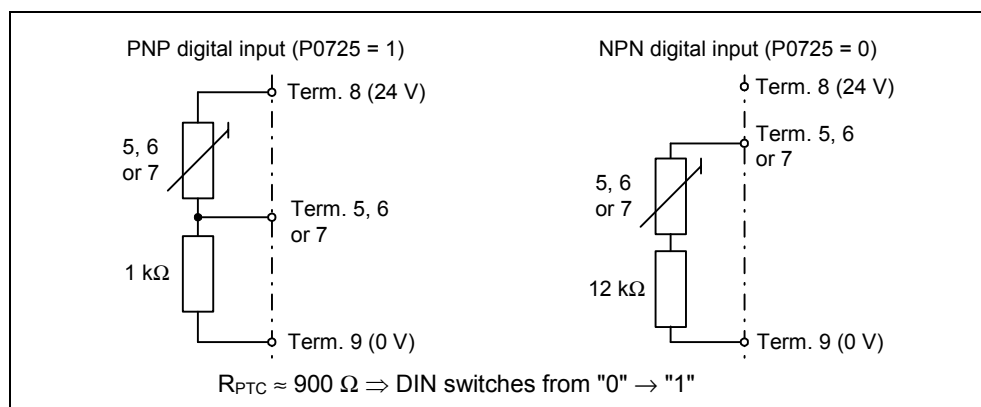 PNP digital input (P0725 = 1)
Term. 8 (24 V)
5, 6
or 7
Term. 5, 6
or 7
1 kΩ
Term. 9 (0 V)
NPN digital input (P0725 = 0)
Term. 8 (24 V)
Term. 5, 6
or 7
5, 6
or 7
12 kΩ
Term. 9 (0 V)
RPTC ≈ 900 Ω ⇒ DIN switches from "0" → "1"